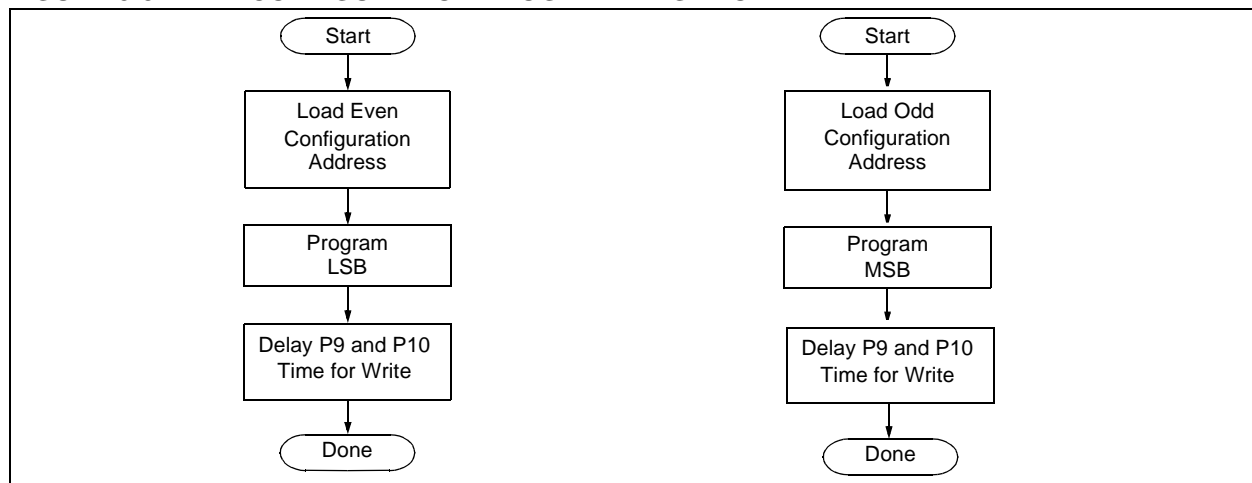 Start
Load Even
Configuration
Address
Program
LSB
Delay P9 and P10
Time for Write
Done
Start
Load Odd
Configuration
Address
Program
MSB
Delay P9 and P10
Time for Write
Done